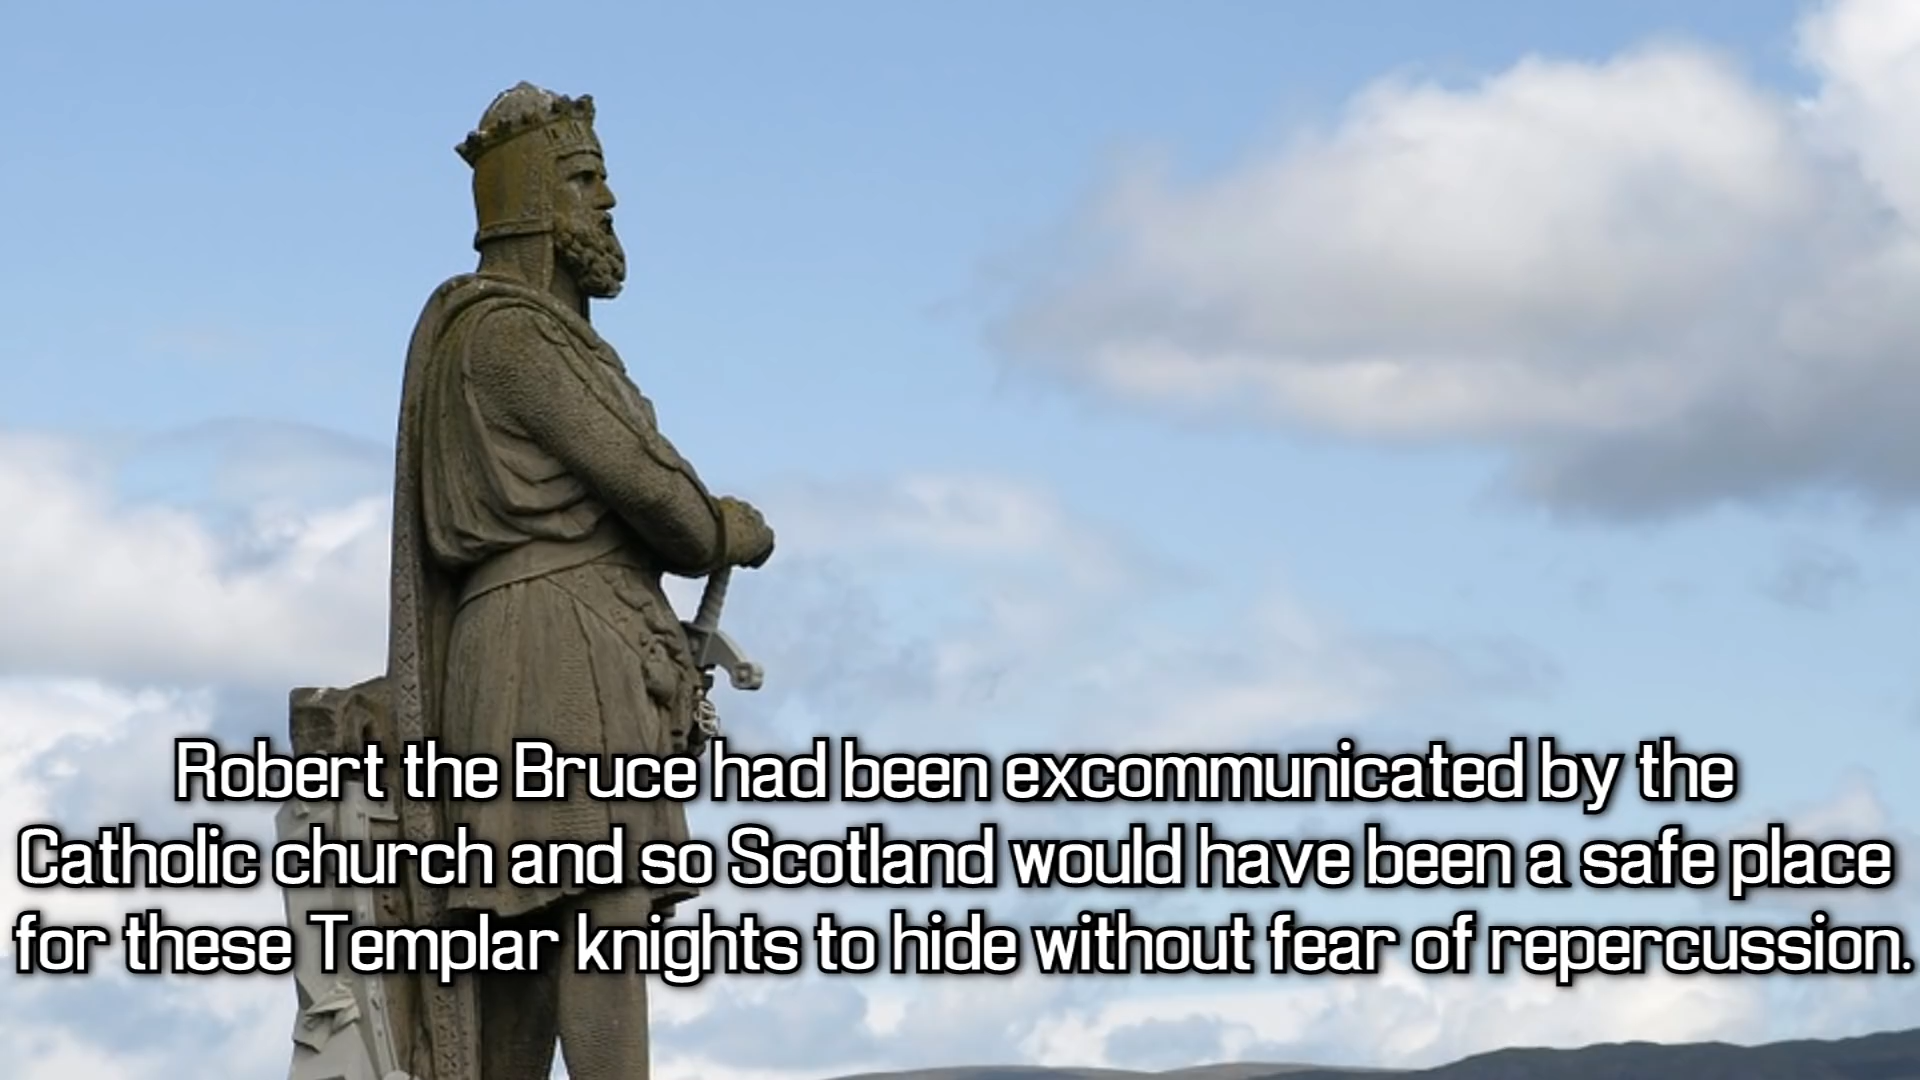 Robert the Bruce had been excommunicated by the
Catholic church and so Scotland would have been a safe place
for these Templar knights to hide without fear of repercussion.